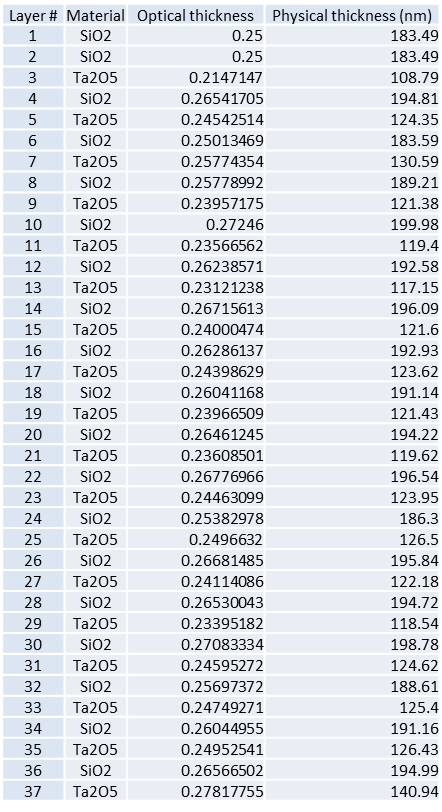 Layer # Material Optical thickness Physical thickness (nm)
1 SiO2 0.25 183.49
2 SiO2 0.25 183.49
3 Ta2O5 0.2147147 108.79
4 SiO2 0.26541705 194.81
5 Ta2O5 0.24542514 124.35
6 SiO2 0.25013469 183.59
7 Ta2O5 0.25774354 130.59
8 SiO2 0.25778992 189.21
9 Ta2O5 0.23957175 121.38
10 SiO2 0.27246 199.98
11 Ta2O5 0.23566562 119.4
12 SiO2 0.26238571 192.58
13 Ta2O5 0.23121238 117.15
14 SiO2 0.26715613 196.09
15 Ta2O5 0.24000474 121.6
16 SiO2 0.26286137 192.93
17 Ta2O5 0.24398629 123.62
18 SiO2 0.26041168 191.14
19 Ta2O5 0.23966509 121.43
20 SiO2 0.26461245 194.22
21 Ta2O5 0.23608501 119.62
22 SiO2 0.26776966 196.54
23 Ta2O5 0.24463099 123.95
24 SiO2 0.25382978 186.3
25 Ta2O5 0.2496632 126.5
26 SiO2 0.26681485 195.84
27 Ta2O5 0.24114086 122.18
28 SiO2 0.26530043 194.72
29 Ta2O5 0.23395182 118.54
30 SiO2 0.27083334 198.78
31 Ta2O5 0.24595272 124.62
32 SiO2 0.25697372 188.61
33 Ta2O5 0.24749271 125.4
34 SiO2 0.26044955 191.16
35 Ta2O5 0.24952541 126.43
36 SiO2 0.26566502 194.99
37 Ta2O5 0.27817755 140.94